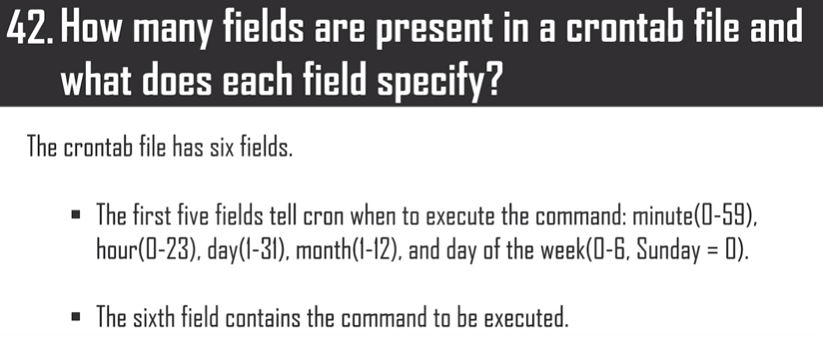 42. How many fields are present in a crontab file and
what does each field specify?
The crontab file has six fields.
▪ The first five fields tell cron when to execute the command: minute(0-59),
hour(0-23), day(1-31), month(1-12), and day of the week(0-6, Sunday = 0).
▪ The sixth field contains the command to be executed.